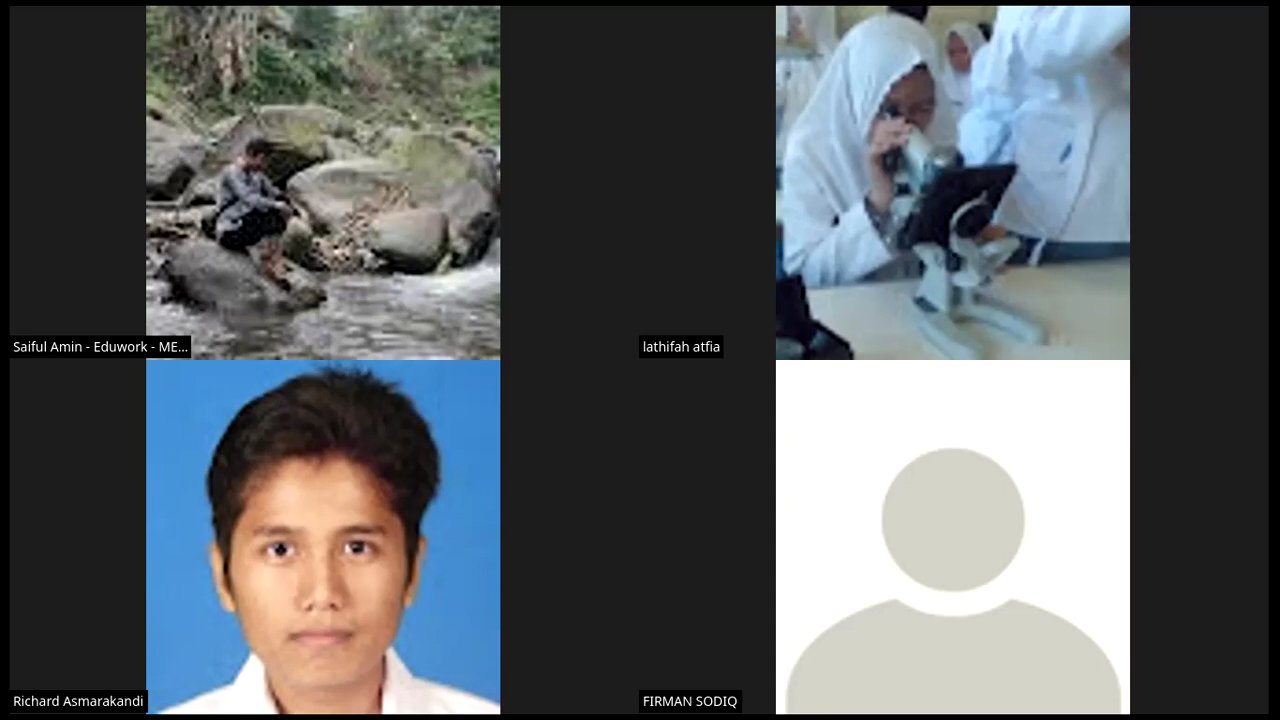 Saiful Amin - Eduwork - ME...
lathifah atfia
Richard Asmarakandi
FIRMAN SODIQ